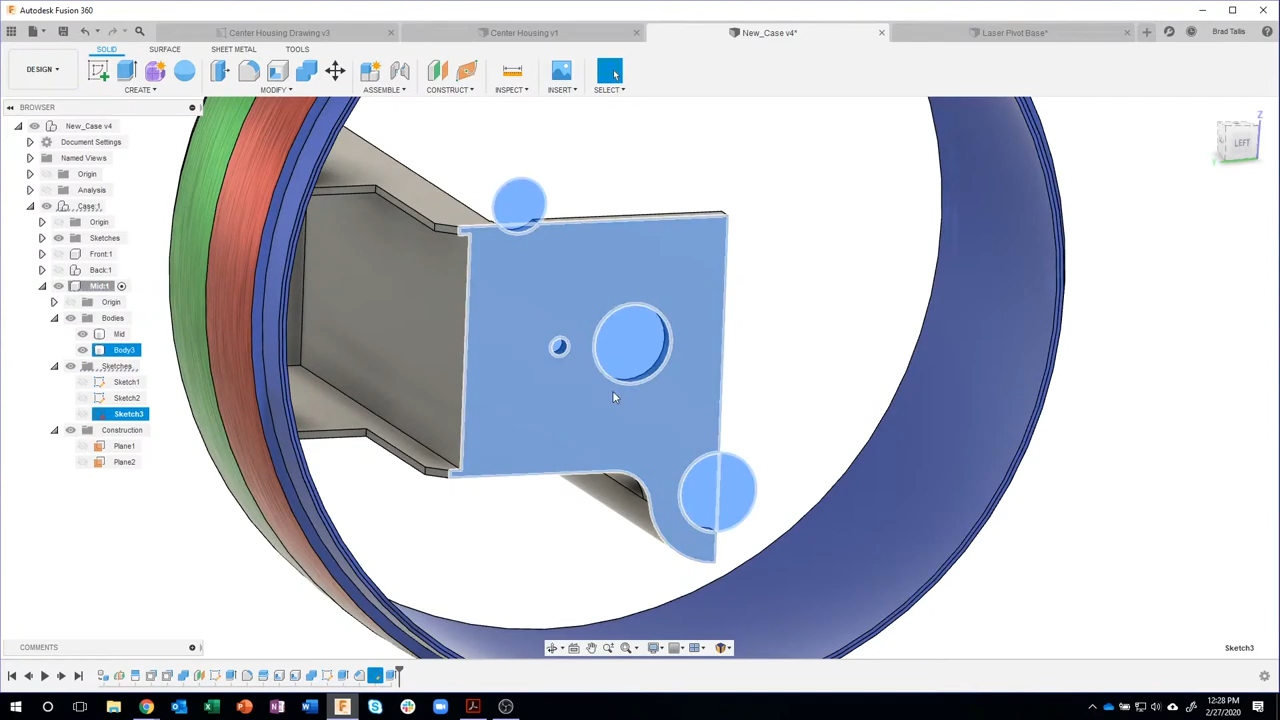 Autodesk Fusion 360
Center Housing Drawing v3
Center Housing v1
New_Case v4*
Laser Pivot Base*
Brad Tallis
SOLID
SURFACE
SHEET METAL
TOOLS
DESIGN
CREATE
MODIFY
ASSEMBLE
CONSTRUCT
INSPECT
INSERT
SELECT
BROWSER
New_Case v4
Document Settings
Named Views
Origin
Analysis
Case:1
Origin
Sketches
Front:1
Back:1
Mid:1
Origin
Bodies
Mid
Body3
Sketches
Sketch1
Sketch2
Sketch3
Construction
Plane1
Plane2
Z
LEFT
COMMENTS
Sketch3
12:28 PM
2/27/2020